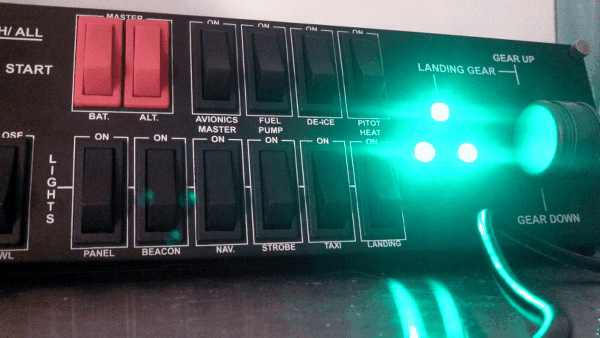 H/ ALL
START
MASTER
BAT.
ALT.
ON
ON
ON
ON
AVIONICS
MASTER
FUEL
PUMP
DE-ICE
PITOT
HEAT
LANDING GEAR
GEAR UP
GEAR DOWN
OSE
WL
LIGHTS
ON
ON
ON
ON
ON
ON
PANEL
BEACON
NAV.
STROBE
TAXI
LANDING